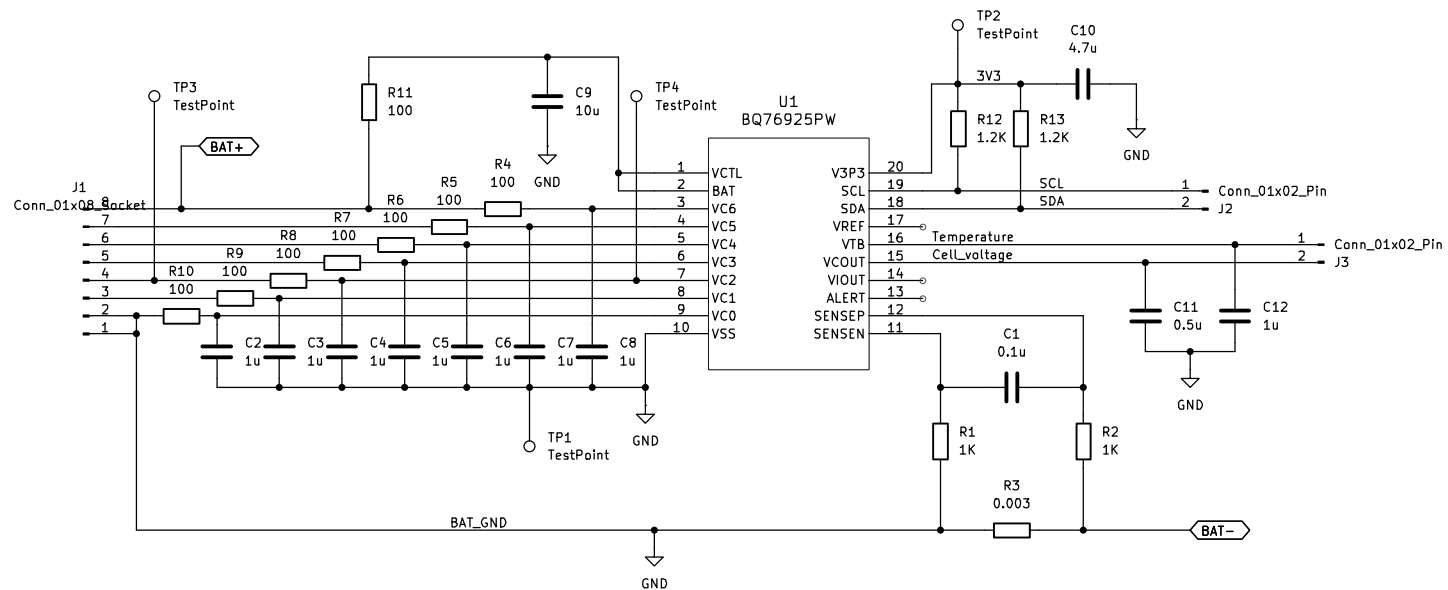 TP2
TestPoint
C10
4.7u
3V3
TP3
TestPoint
R11
100
C9
10u
TP4
TestPoint
U1
BQ76925PW
R12
1.2K
R13
1.2K
GND
BAT+
GND
J1
Conn_01x08_Socket
8
7
6
5
4
3
2
1
R4
100
R5
100
R6
100
R7
100
R8
100
R9
100
R10
100
1 VCTL
2 BAT
3 VC6
4 VC5
5 VC4
6 VC3
7 VC2
8 VC1
9 VC0
10 VSS
V3P3 20
SCL 19
SDA 18
VREF 17
VTB 16
VCOUT 15
VIOUT 14
ALERT 13
SENSEP 12
SENSEN 11
SCL
SDA
1 Conn_01x02_Pin
2 J2
Temperature
Cell_voltage
1 Conn_01x02_Pin
2 J3
C2
1u
C3
1u
C4
1u
C5
1u
C6
1u
C7
1u
C8
1u
GND
TP1
TestPoint
C1
0.1u
C11
0.5u
C12
1u
GND
R1
1K
R2
1K
R3
0.003
BAT_GND
GND
BAT-